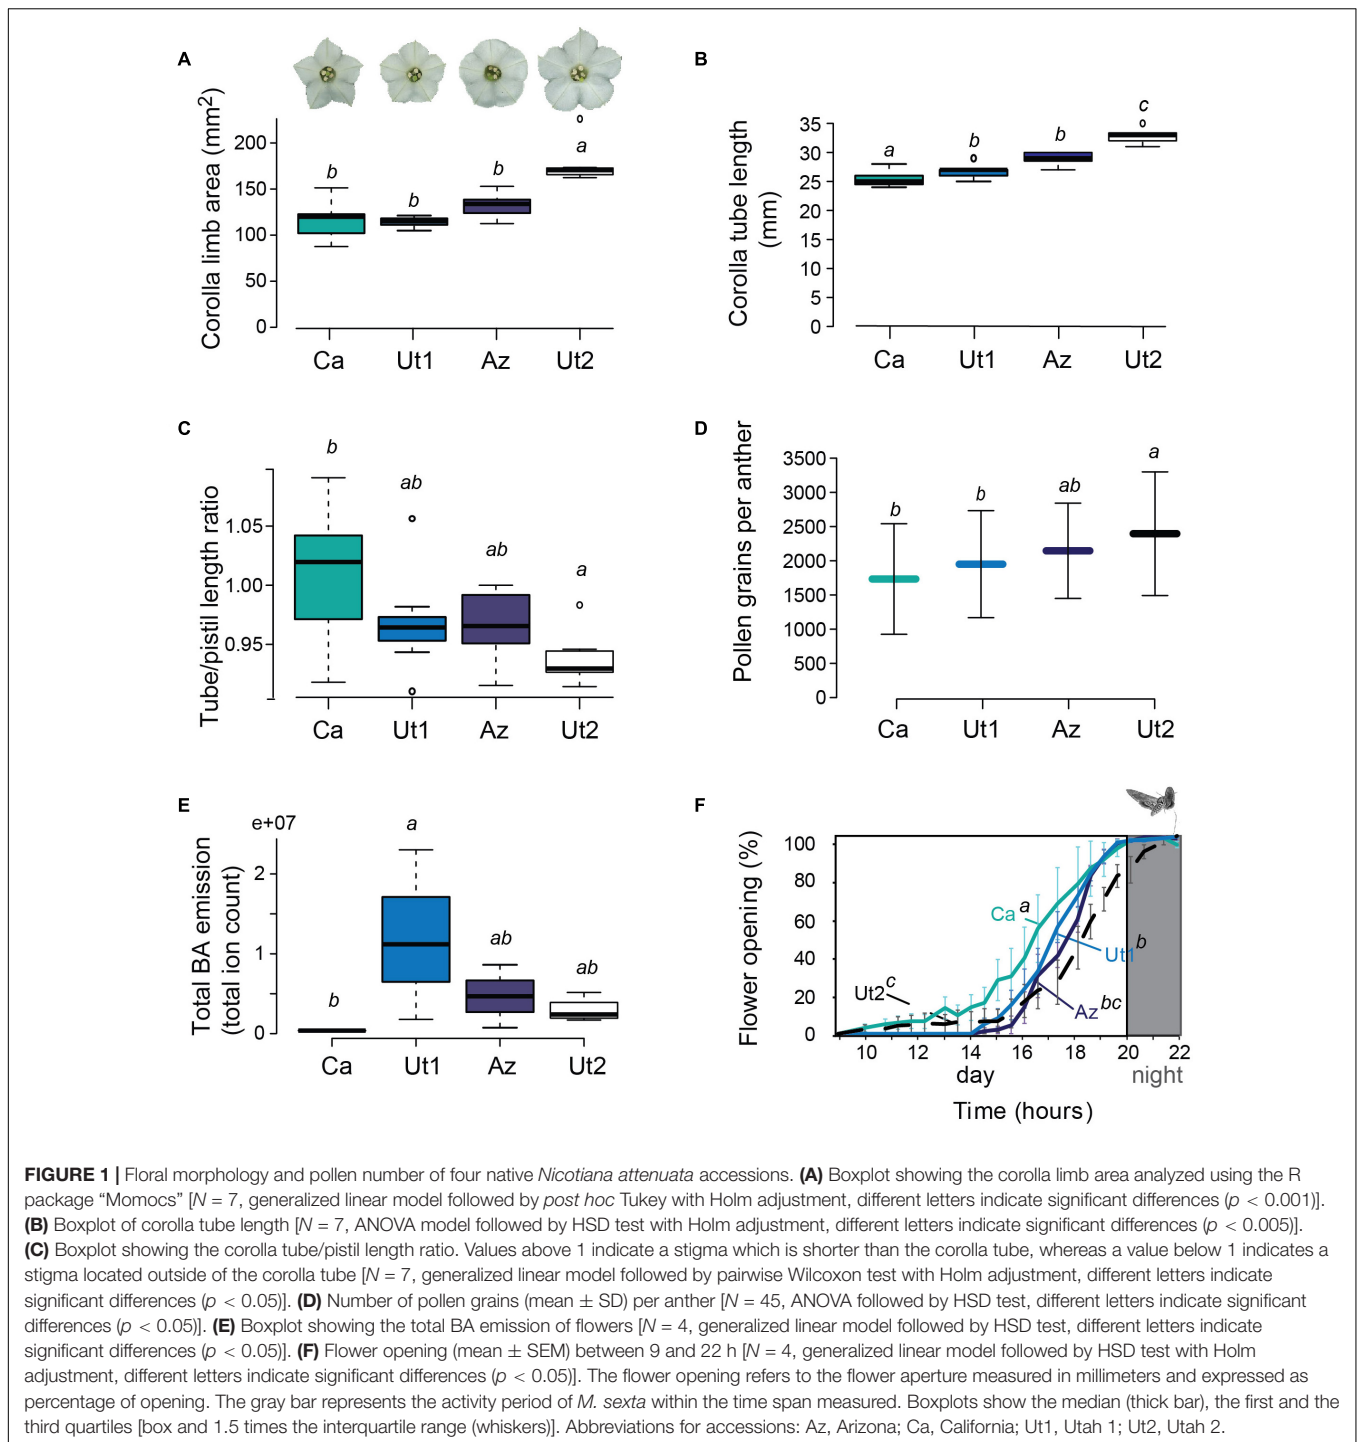 A
Corolla limb area (mm2)
200
150
100
50
0
b
b
b
a
Ca Ut1 Az Ut2
B
Corolla tube length
(mm)
35
30
25
20
15
10
5
0
a
b
b
c
Ca Ut1 Az Ut2
C
Tube/pistil length ratio
1.05
1.00
0.95
b
ab
ab
a
Ca Ut1 Az Ut2
D
Pollen grains per anther
3500
3000
2500
2000
1500
1000
500
0
b
b
ab
a
Ca Ut1 Az Ut2
E
Total BA emission
(total ion count)
e+07
2
1
0
b
a
ab
ab
Ca Ut1 Az Ut2
F
Flower opening (%)
100
80
60
40
20
0
Ca a
Ut1 b
Ut2 c
Az bc
10 12 14 16 18 20 22
day night
Time (hours)
FIGURE 1 | Floral morphology and pollen number of four native Nicotiana attenuata accessions. (A) Boxplot showing the corolla limb area analyzed using the R
package “Momocs” [N = 7, generalized linear model followed by post hoc Tukey with Holm adjustment, different letters indicate significant differences (p < 0.001)].
(B) Boxplot of corolla tube length [N = 7, ANOVA model followed by HSD test with Holm adjustment, different letters indicate significant differences (p < 0.005)].
(C) Boxplot showing the corolla tube/pistil length ratio. Values above 1 indicate a stigma which is shorter than the corolla tube, whereas a value below 1 indicates a
stigma located outside of the corolla tube [N = 7, generalized linear model followed by pairwise Wilcoxon test with Holm adjustment, different letters indicate
significant differences (p < 0.05)]. (D) Number of pollen grains (mean ± SD) per anther [N = 45, ANOVA followed by HSD test, different letters indicate significant
differences (p < 0.05)]. (E) Boxplot showing the total BA emission of flowers [N = 4, generalized linear model followed by HSD test, different letters indicate
significant differences (p < 0.05)]. (F) Flower opening (mean ± SEM) between 9 and 22 h [N = 4, generalized linear model followed by HSD test with Holm
adjustment, different letters indicate significant differences (p < 0.05)]. The flower opening refers to the flower aperture measured in millimeters and expressed as
percentage of opening. The gray bar represents the activity period of M. sexta within the time span measured. Boxplots show the median (thick bar), the first and the
third quartiles [box and 1.5 times the interquartile range (whiskers)]. Abbreviations for accessions: Az, Arizona; Ca, California; Ut1, Utah 1; Ut2, Utah 2.